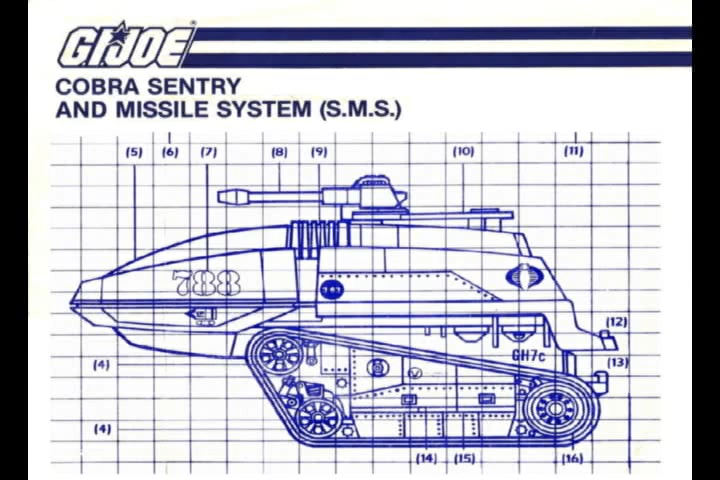 G.I.JOE
®
COBRA SENTRY
AND MISSILE SYSTEM (S.M.S.)
(5) (6) (7) (8) (9) (10) (11)
788
383
(12)
GH7c
(13)
(4)
(4)
(14) (15) (16)